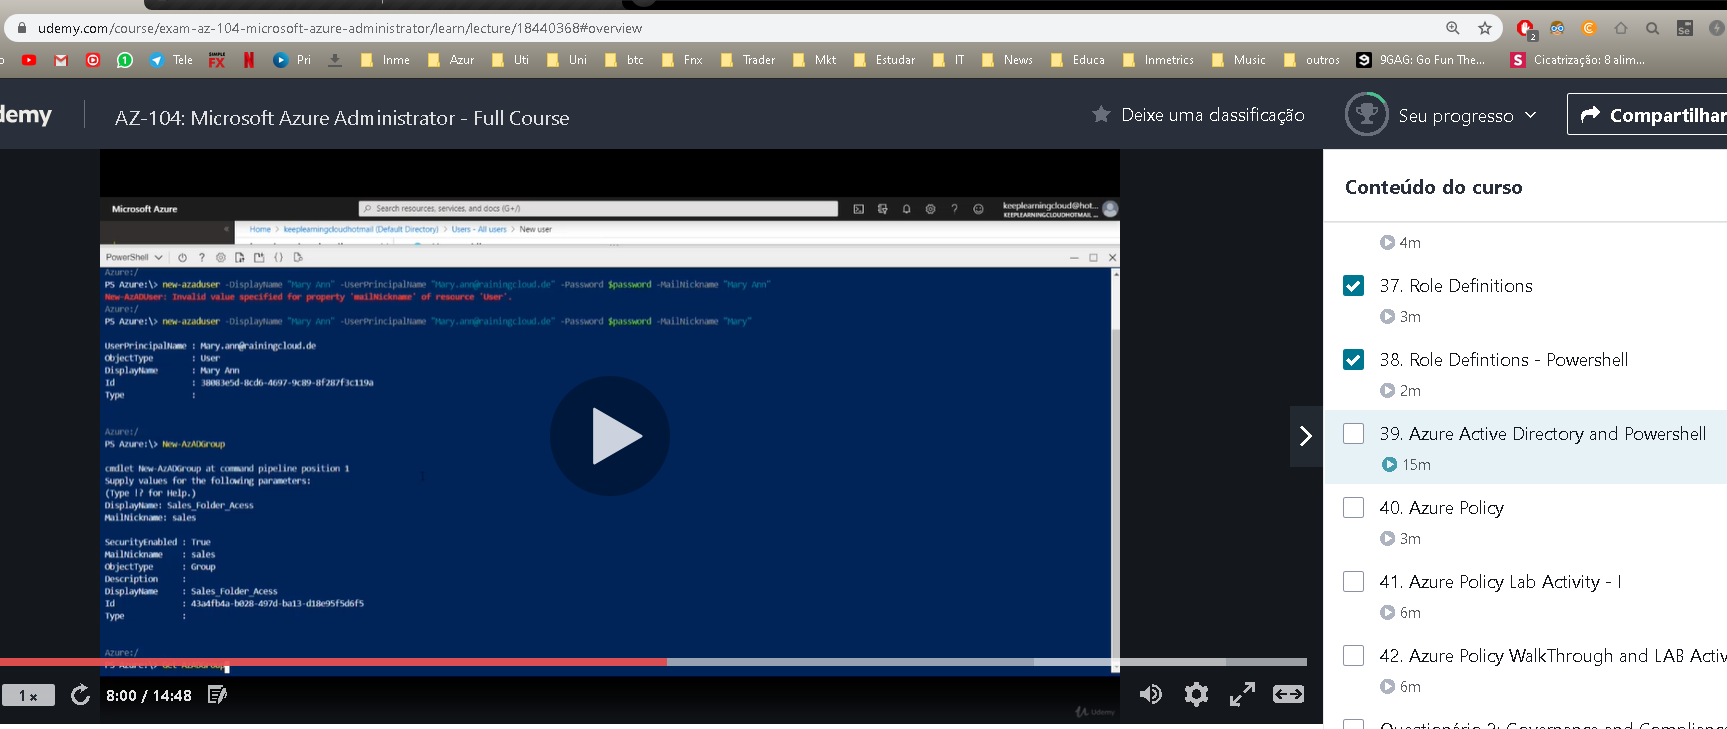 udemy.com/course/exam-az-104-microsoft-azure-administrator/learn/lecture/18440368#overview
2
Se
Tele
SIMPLE FX
Pri
Inme
Azur
Uti
Uni
btc
Fnx
Trader
Mkt
Estudar
IT
News
Educa
Inmetrics
Music
outros
9GAG: Go Fun The...
S
Cicatrização: 8 alim...
demy
AZ-104: Microsoft Azure Administrator - Full Course
Deixe uma classificação
Seu progresso
Compartilhar
Microsoft Azure
Search resources, services, and docs (G+/)
keeplearningcloud@hot...
KEEPLEARNINGCLOUDHOTMAIL ...
Home > keeplearningcloudhotmail (Default Directory) > Users - All users > New user
PowerShell
Azure:/
PS Azure:\> new-azaduser -DisplayName "Mary Ann" -UserPrincipalName "Mary.ann@rainingcloud.de" -Password $password -MailNickname "Mary Ann"
New-AzADUser: Invalid value specified for property 'mailNickname' of resource 'User'.
Azure:/
PS Azure:\> new-azaduser -DisplayName "Mary Ann" -UserPrincipalName "Mary.ann@rainingcloud.de" -Password $password -MailNickname "Mary"
UserPrincipalName : Mary.ann@rainingcloud.de
ObjectType : User
DisplayName : Mary Ann
Id : 38083e5d-8cd6-4697-9c89-8f287f3c119a
Type :
Azure:/
PS Azure:\> New-AzADGroup
cmdlet New-AzADGroup at command pipeline position 1
Supply values for the following parameters:
(Type !? for Help.)
DisplayName: Sales_Folder_Acess
MailNickname: sales
SecurityEnabled : True
MailNickname : sales
ObjectType : Group
Description :
DisplayName : Sales_Folder_Acess
Id : 43a4fb4a-b028-497d-ba13-d18e95f5d6f5
Type :
Azure:/
PS Azure:\> Get-AzADGroup
1 x
8:00 / 14:48
Udemy
Conteúdo do curso
4m
37. Role Definitions
3m
38. Role Defintions - Powershell
2m
39. Azure Active Directory and Powershell
15m
40. Azure Policy
3m
41. Azure Policy Lab Activity - I
6m
42. Azure Policy WalkThrough and LAB Activ
6m
Questionário 2: Governance and Compliance